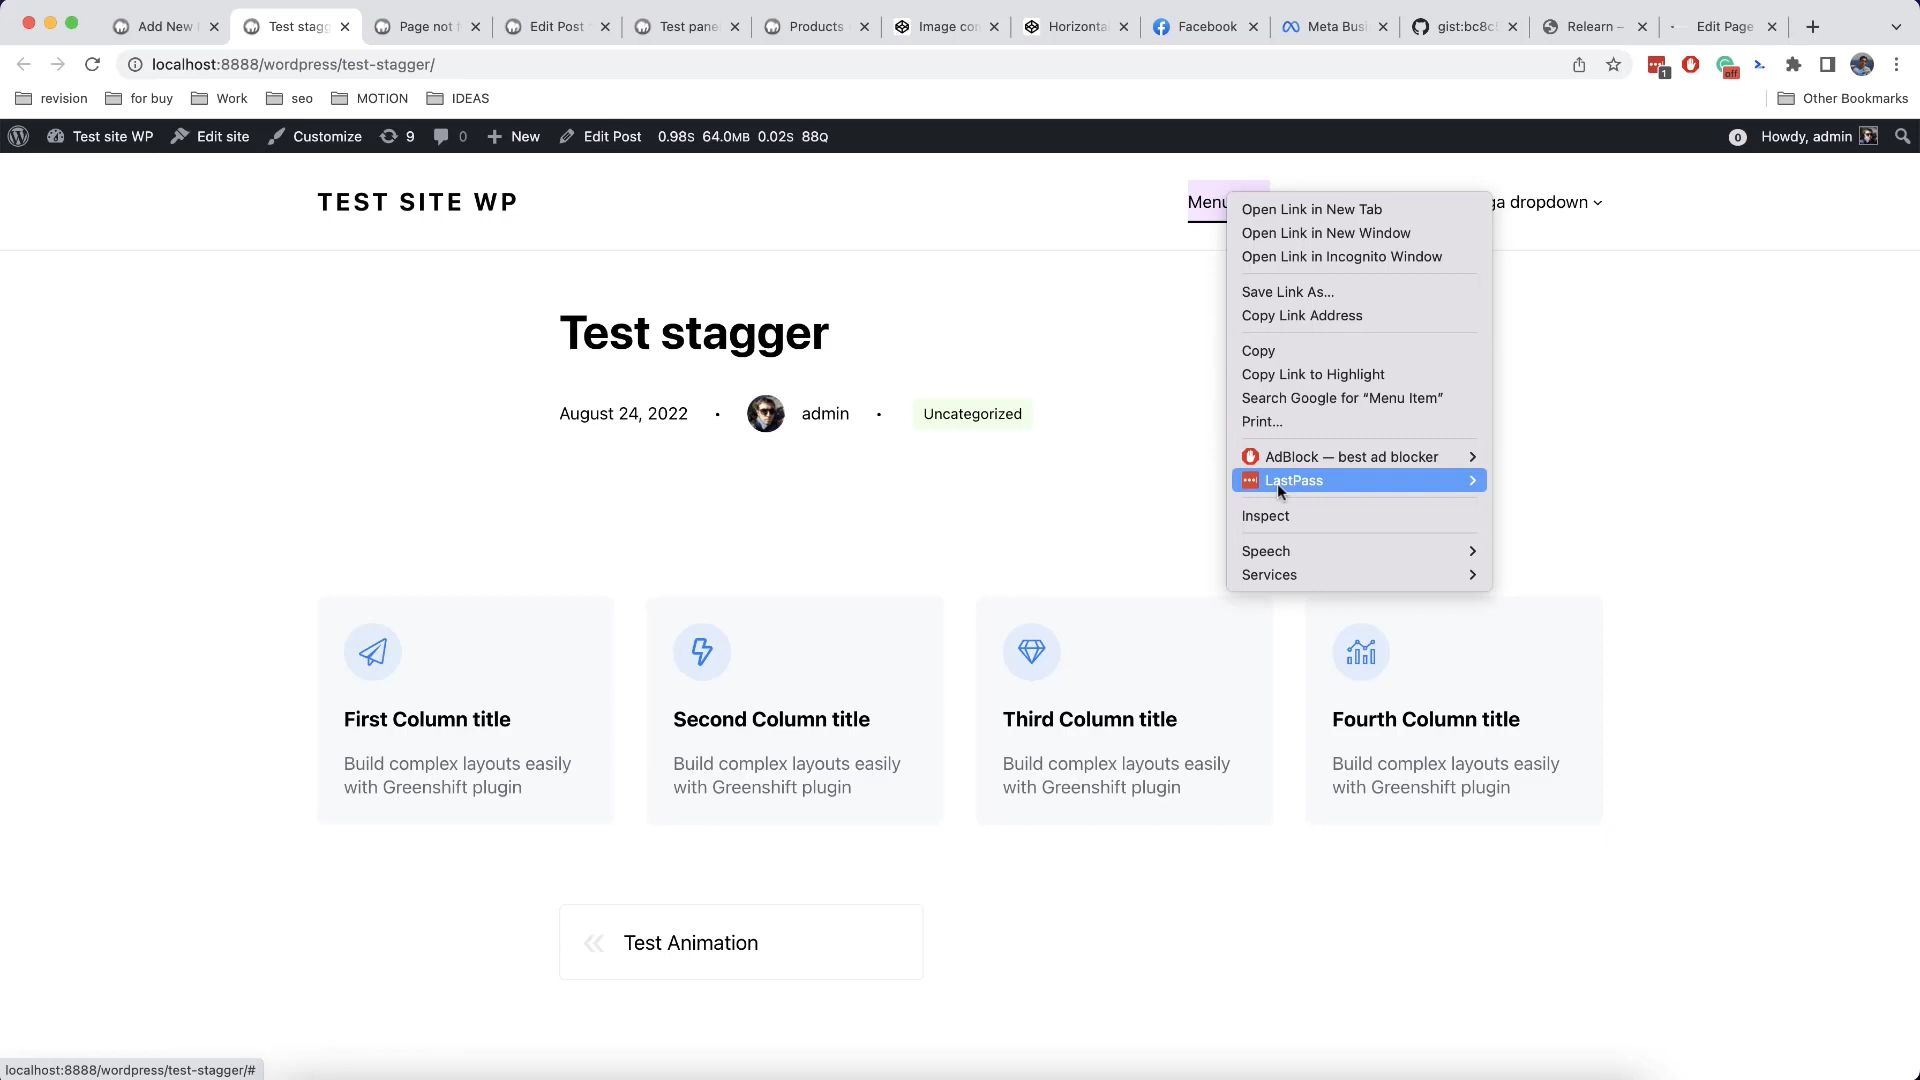 Add New
Test stagg
Page not f
Edit Post
Test pane
Products
Image con
Horizonta
Facebook
Meta Busi
gist:bc8c
Relearn –
Edit Page
localhost:8888/wordpress/test-stagger/
1
off
revision
for buy
Work
seo
MOTION
IDEAS
Other Bookmarks
Test site WP
Edit site
Customize
9
0
New
Edit Post
0.98S 64.0MB 0.02S 88Q
0
Howdy, admin
TEST SITE WP
Menu
ga dropdown
Open Link in New Tab
Open Link in New Window
Open Link in Incognito Window
Save Link As...
Copy Link Address
Copy
Copy Link to Highlight
Search Google for “Menu Item”
Print...
AdBlock — best ad blocker
LastPass
Inspect
Speech
Services
Test stagger
August 24, 2022
•
admin
•
Uncategorized
First Column title
Build complex layouts easily
with Greenshift plugin
Second Column title
Build complex layouts easily
with Greenshift plugin
Third Column title
Build complex layouts easily
with Greenshift plugin
Fourth Column title
Build complex layouts easily
with Greenshift plugin
« Test Animation
localhost:8888/wordpress/test-stagger/#